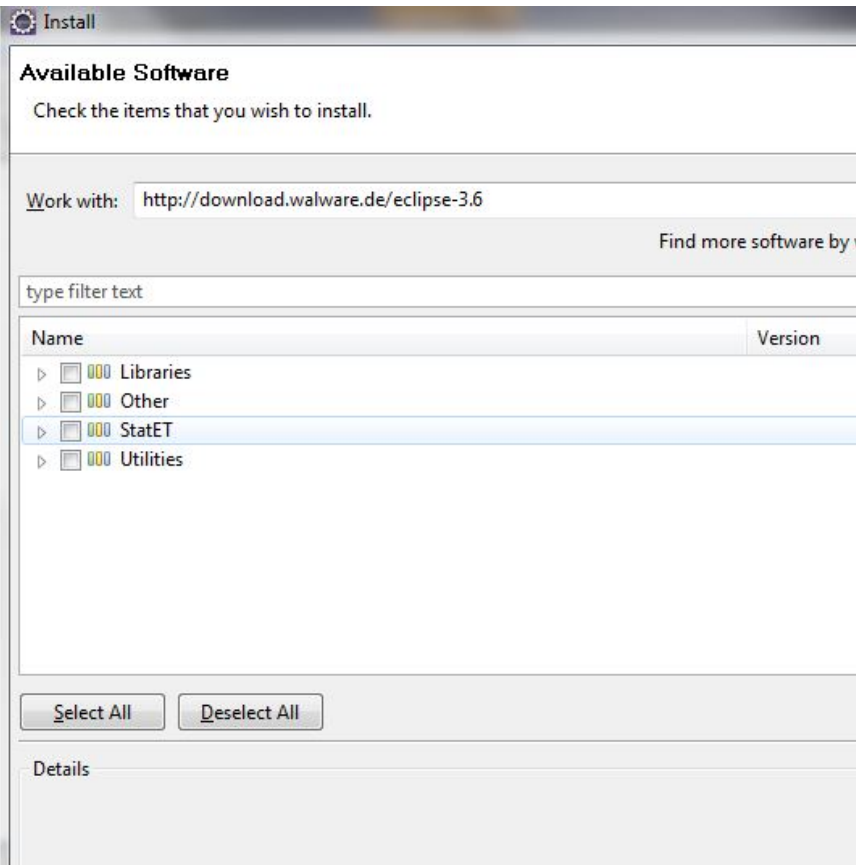 Install
Available Software
Check the items that you wish to install.
Work with: http://download.walware.de/eclipse-3.6
Find more software by
type filter text
Name Version
Libraries
Other
StatET
Utilities
Select All Deselect All
Details